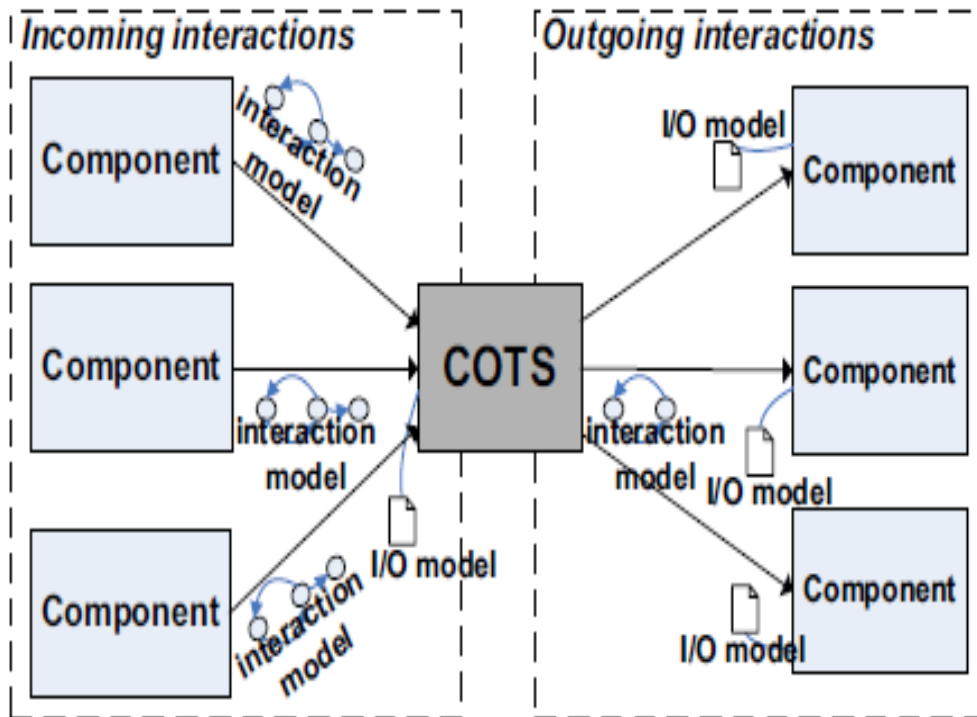 Incoming interactions
Component
interaction
model
Component
interaction
model
Component
interaction
model
I/O model
COTS
Outgoing interactions
I/O model
Component
interaction
model
Component
I/O model
Component
I/O model